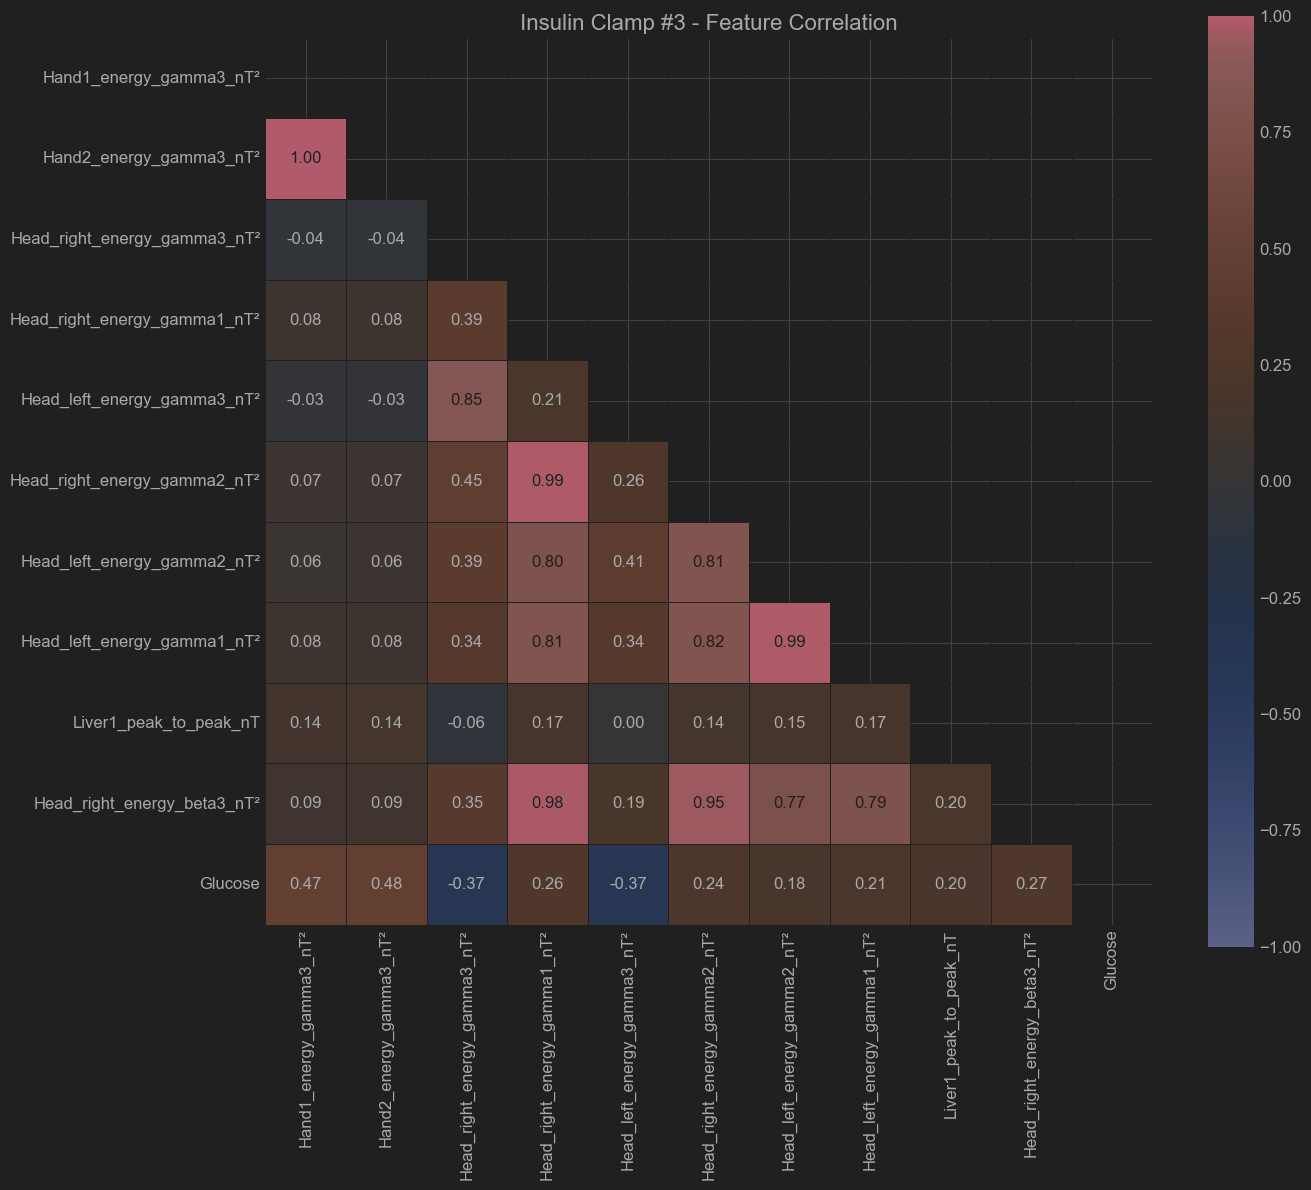 Insulin Clamp #3 - Feature Correlation
Hand1_energy_gamma3_nT²
Hand2_energy_gamma3_nT² 1.00
Head_right_energy_gamma3_nT² -0.04 -0.04
Head_right_energy_gamma1_nT² 0.08 0.08 0.39
Head_left_energy_gamma3_nT² -0.03 -0.03 0.85 0.21
Head_right_energy_gamma2_nT² 0.07 0.07 0.45 0.99 0.26
Head_left_energy_gamma2_nT² 0.06 0.06 0.39 0.80 0.41 0.81
Head_left_energy_gamma1_nT² 0.08 0.08 0.34 0.81 0.34 0.82 0.99
Liver1_peak_to_peak_nT 0.14 0.14 -0.06 0.17 0.00 0.14 0.15 0.17
Head_right_energy_beta3_nT² 0.09 0.09 0.35 0.98 0.19 0.95 0.77 0.79 0.20
Glucose 0.47 0.48 -0.37 0.26 -0.37 0.24 0.18 0.21 0.20 0.27
Hand1_energy_gamma3_nT²
Hand2_energy_gamma3_nT²
Head_right_energy_gamma3_nT²
Head_right_energy_gamma1_nT²
Head_left_energy_gamma3_nT²
Head_right_energy_gamma2_nT²
Head_left_energy_gamma2_nT²
Head_left_energy_gamma1_nT²
Liver1_peak_to_peak_nT
Head_right_energy_beta3_nT²
Glucose
1.00
0.75
0.50
0.25
0.00
−0.25
−0.50
−0.75
−1.00